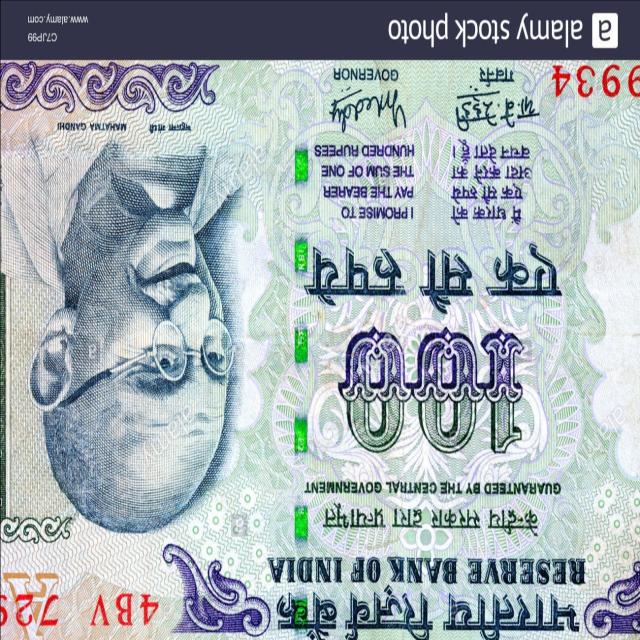 भारतीय रिज़र्व बैंक
RESERVE BANK OF INDIA
4BV 729
केन्द्रीय सरकार द्वारा प्रत्याभूत
GUARANTEED BY THE CENTRAL GOVERNMENT
100
एक सौ रुपये
मैं धारक को
एक सौ रुपये
अदा करने का
वचन देता हूँ।
I PROMISE TO
PAY THE BEARER
THE SUM OF ONE
HUNDRED RUPEES
गवर्नर
GOVERNOR
महात्मा गांधी MAHATMA GANDHI
9934
a alamy stock photo
C7JP99
www.alamy.com